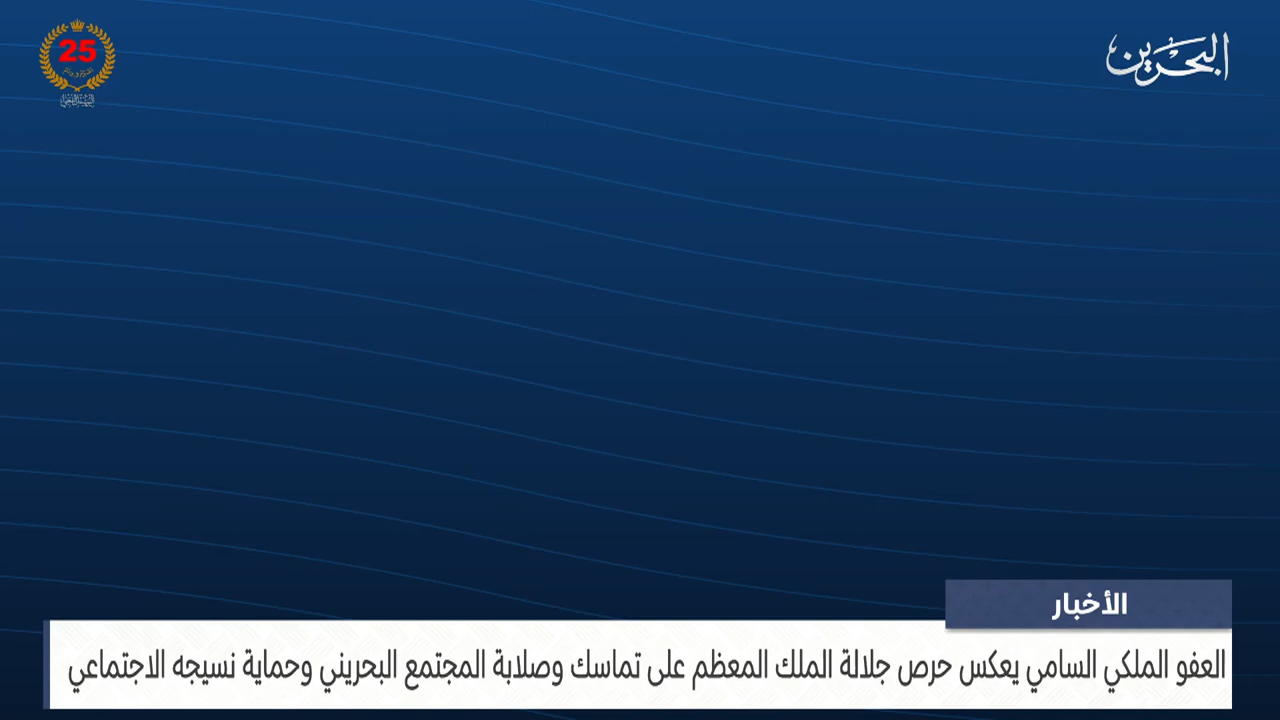 البحرين
25
الأخبار
العفو الملكي السامي يعكس حرص جلالة الملك المعظم على تماسك وصلابة المجتمع البحريني وحماية نسيجه الاجتماعي